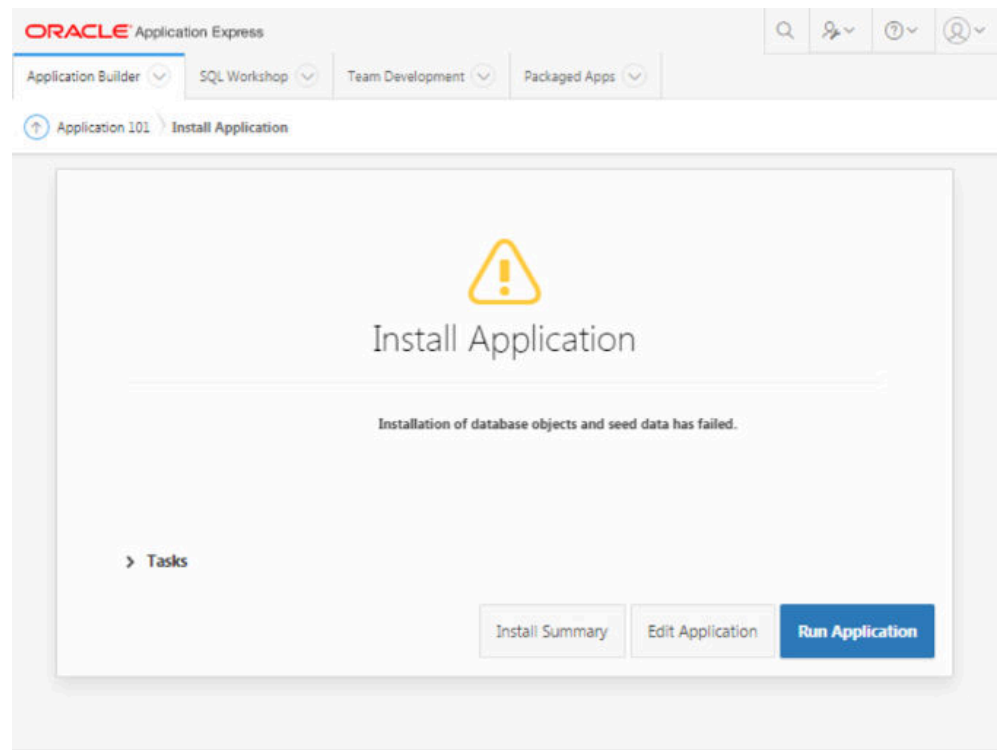 ORACLE Application Express
Application Builder SQL Workshop Team Development Packaged Apps
Application 101 Install Application
Install Application
Installation of database objects and seed data has failed.
Tasks
Install Summary Edit Application Run Application